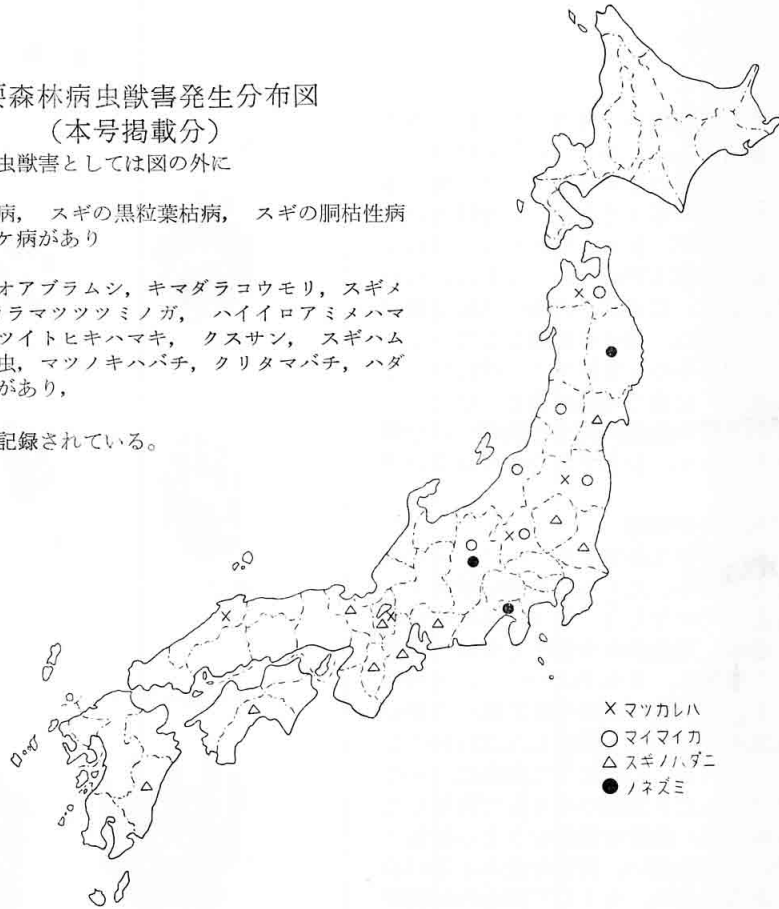 要森林病虫獣害発生分布図
（本号掲載分）
虫獣害としては図の外に
病， スギの黒粒葉枯病， スギの胴枯性病
ケ病があり
オアブラムシ，キマダラコウモリ，スギメ
ラマツツツミノガ， ハイイロアミメハマ
ツイトヒキハマキ， クスサン， スギハム
虫，マツノキハバチ，クリタマバチ，ハダ
があり，
記録されている。
× マツカレハ
○ マイマイカ
△ スギノハダニ
● ノネズミ